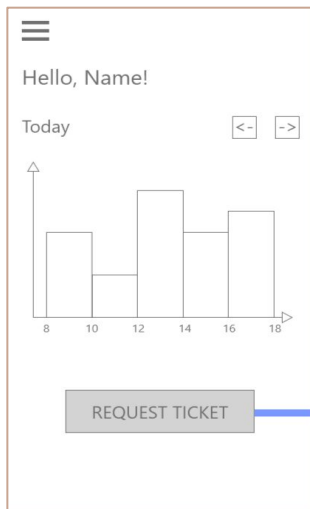 Hello, Name!
Today <- ->
8 10 12 14 16 18
REQUEST TICKET